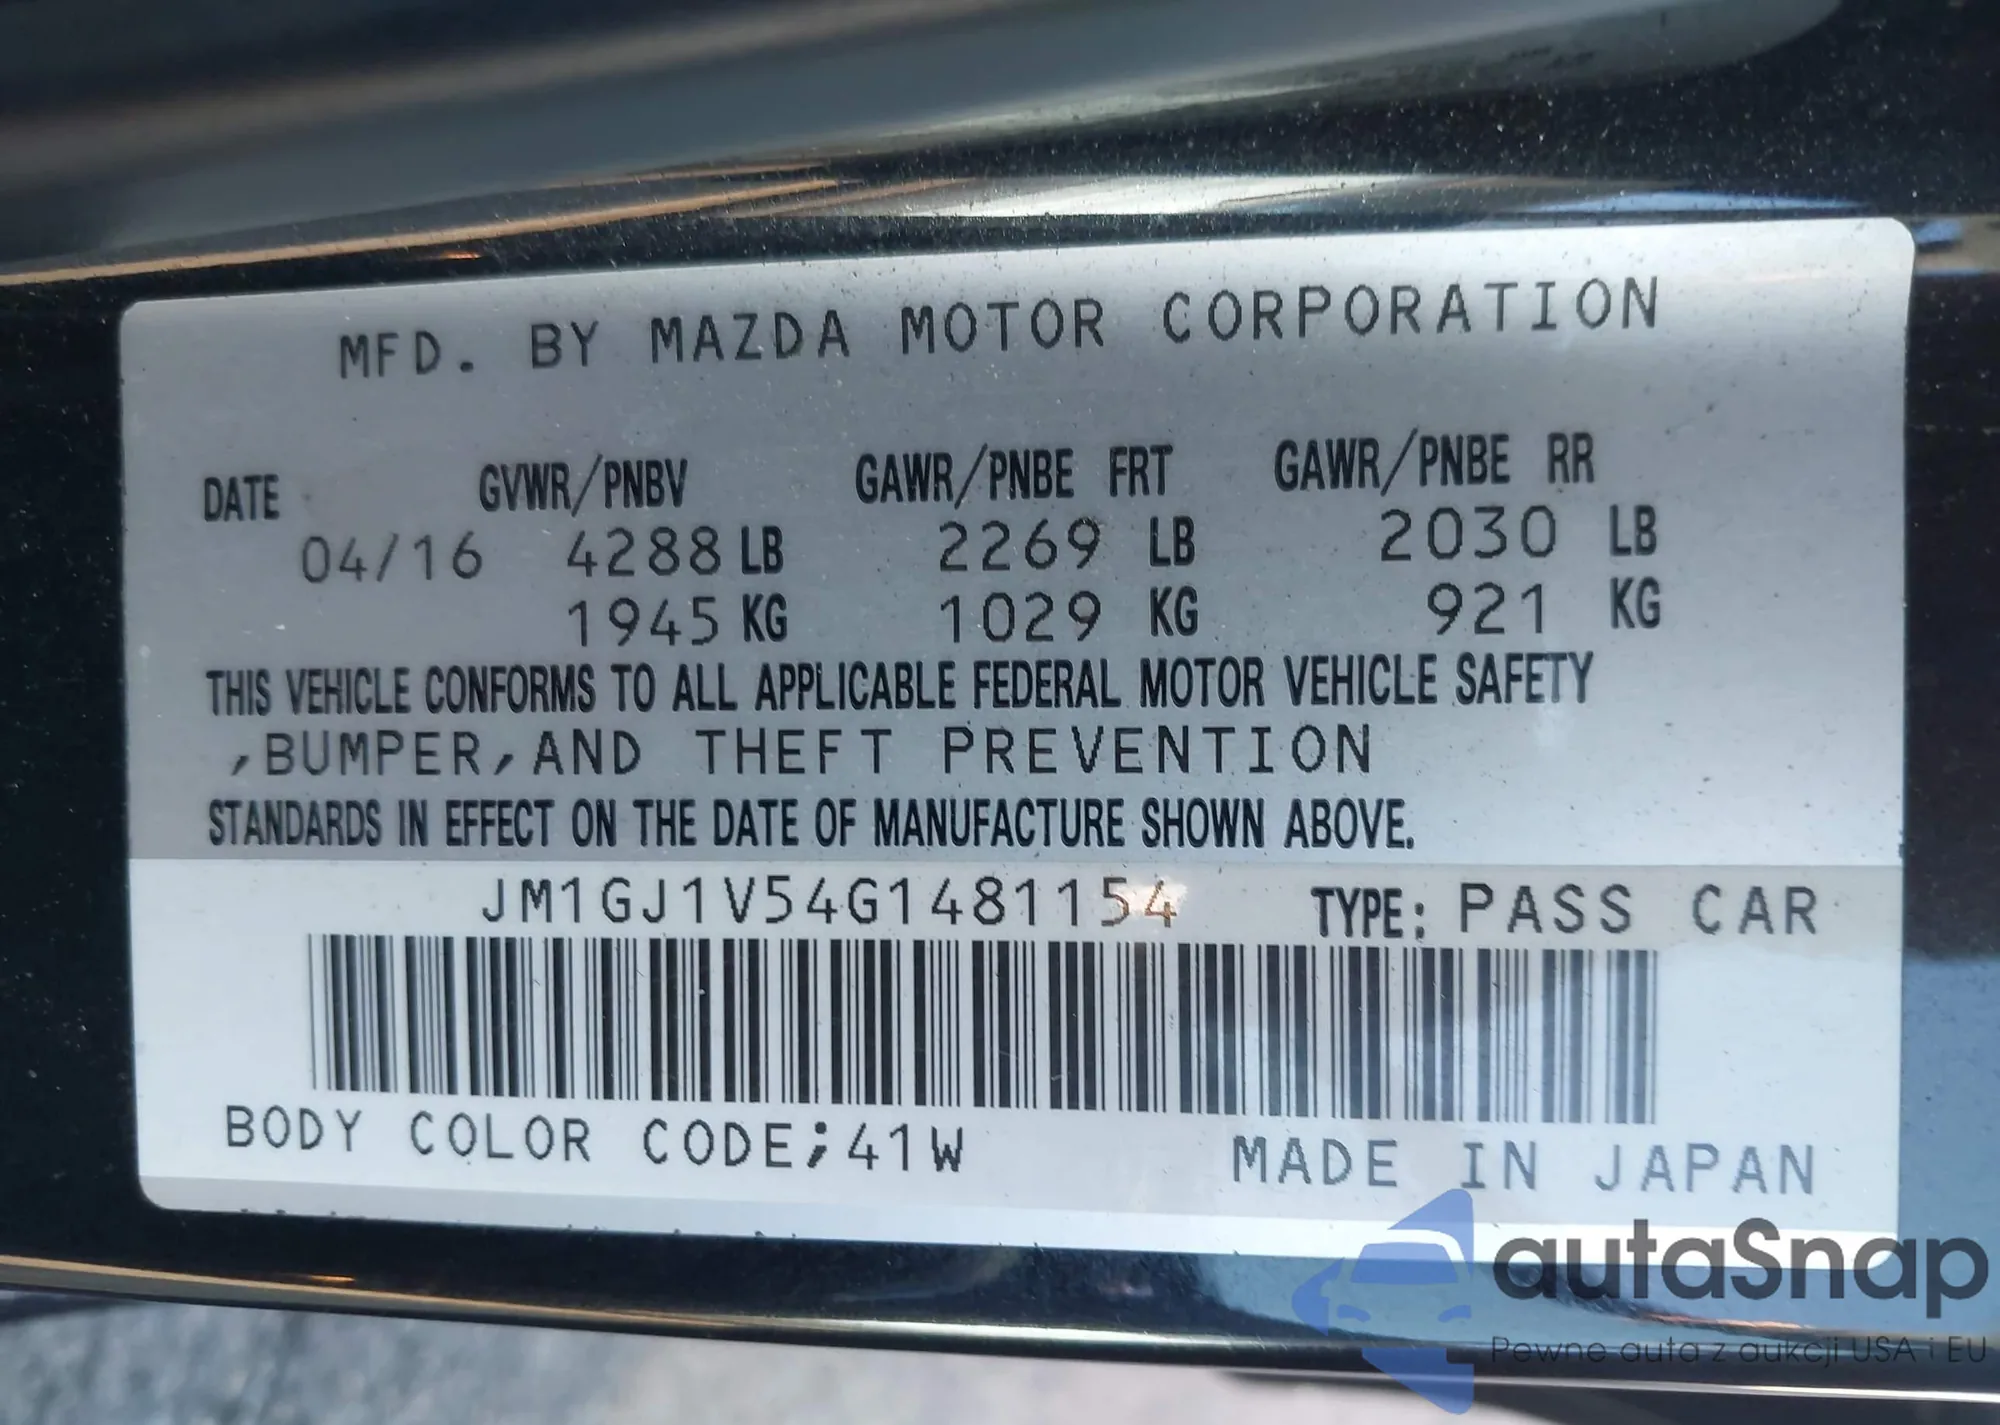 MFD. BY MAZDA MOTOR CORPORATION
DATE GVWR/PNBV GAWR/PNBE FRT GAWR/PNBE RR
04/16 4288 LB 2269 LB 2030 LB
1945 KG 1029 KG 921 KG
THIS VEHICLE CONFORMS TO ALL APPLICABLE FEDERAL MOTOR VEHICLE SAFETY
,BUMPER,AND THEFT PREVENTION
STANDARDS IN EFFECT ON THE DATE OF MANUFACTURE SHOWN ABOVE.
JM1GJ1V54G1481154 TYPE: PASS CAR
BODY COLOR CODE;41W MADE IN JAPAN
autaSnap
Pewne auta z aukcji USA i EU